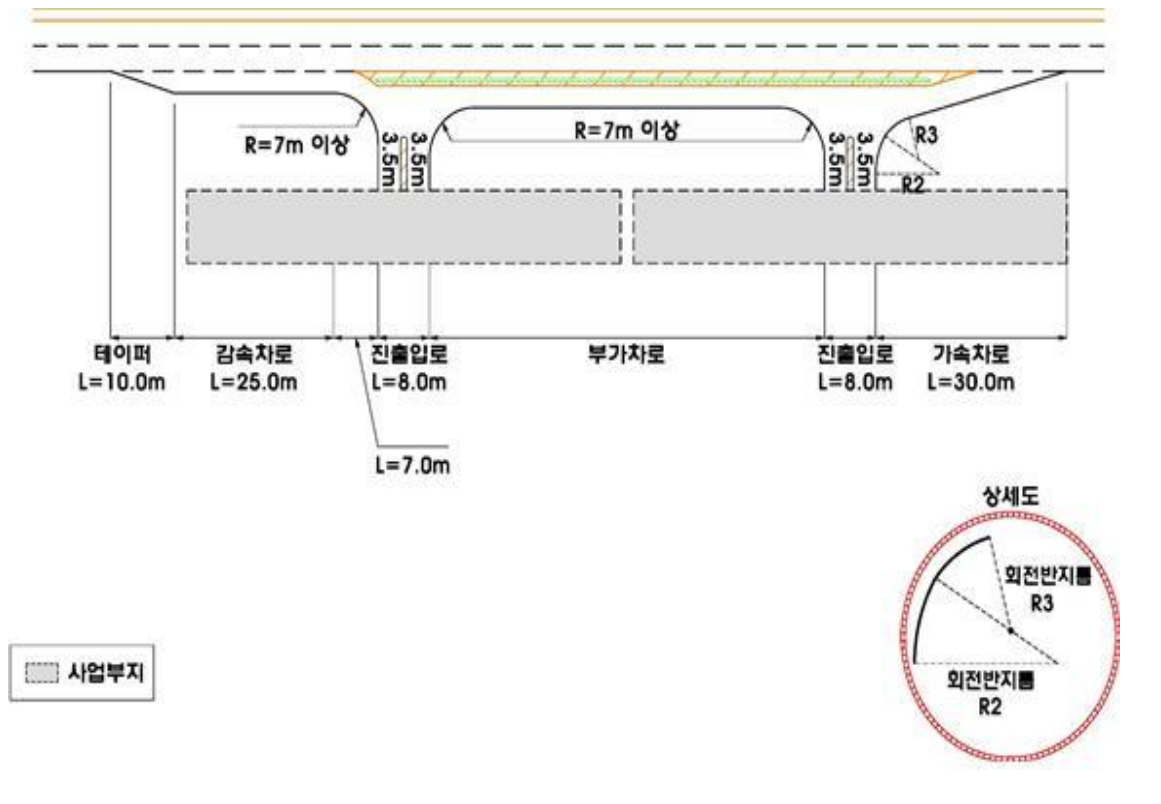 R=7m 이상
R=7m 이상
3.5m
3.5m
3.5m
3.5m
R3
R2
테이퍼
L=10.0m
감속차로
L=25.0m
진출입로
L=8.0m
부가차로
진출입로
L=8.0m
가속차로
L=30.0m
L=7.0m
상세도
회전반지름
R3
회전반지름
R2
사업부지